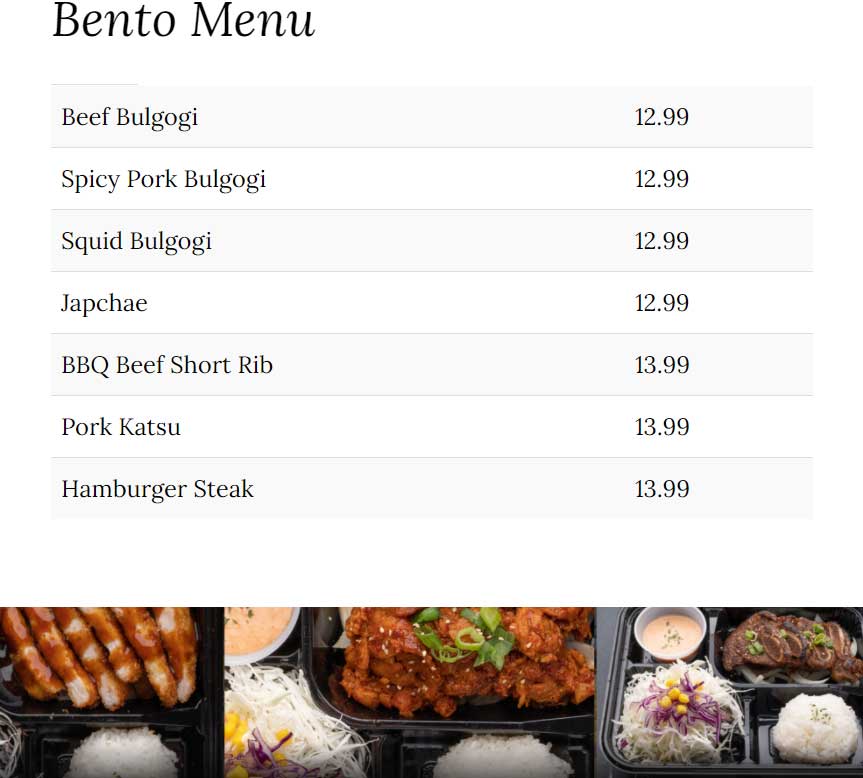 Bento Menu
Beef Bulgogi 12.99
Spicy Pork Bulgogi 12.99
Squid Bulgogi 12.99
Japchae 12.99
BBQ Beef Short Rib 13.99
Pork Katsu 13.99
Hamburger Steak 13.99